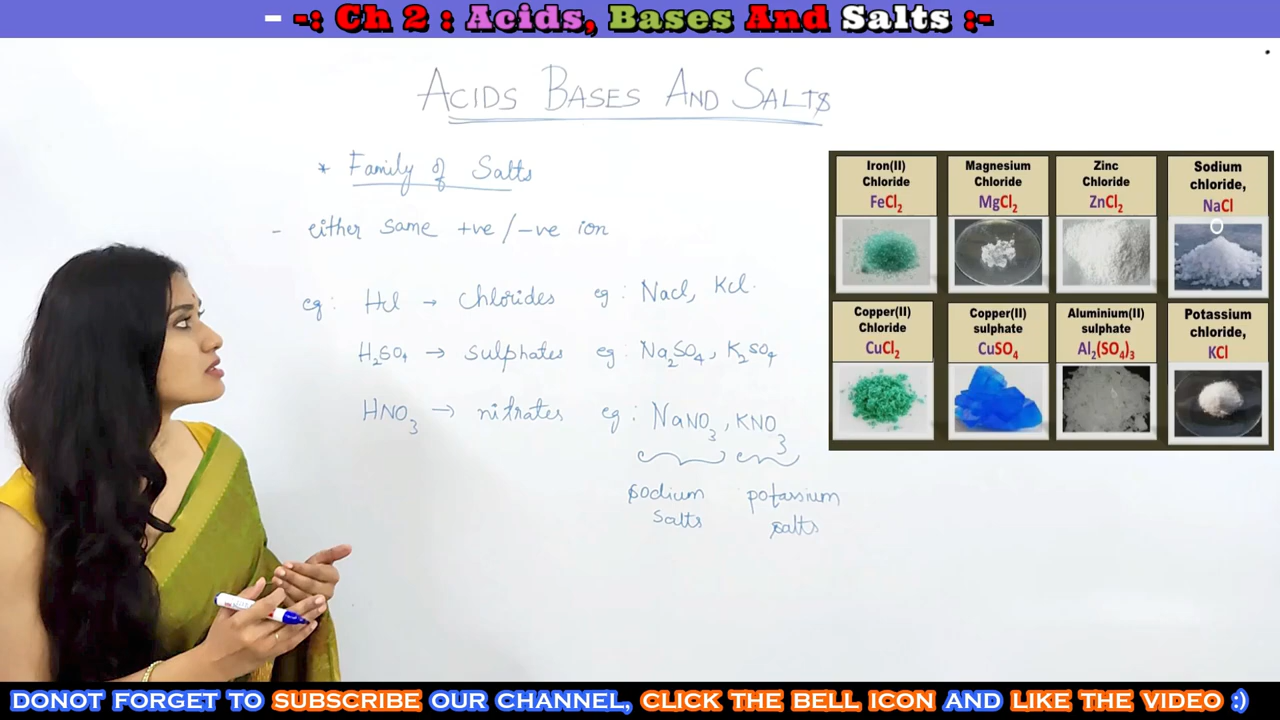 - -: Ch 2 : Acids, Bases And Salts :-
ACIDS BASES AND SALTS
* Family of Salts
- either same +ve / -ve ion
eg: Hcl → chlorides eg: Nacl, Kcl.
H₂SO₄ → sulphates eg: Na₂SO₄, K₂SO₄
HNO₃ → nitrates eg: NaNO₃, KNO₃
sodium salts
potassium salts
Iron(II)
Chloride
FeCl₂
Magnesium
Chloride
MgCl₂
Zinc
Chloride
ZnCl₂
Sodium
chloride,
NaCl
Copper(II)
Chloride
CuCl₂
Copper(II)
sulphate
CuSO₄
Aluminium(II)
sulphate
Al₂(SO₄)₃
Potassium
chloride,
KCl
DONOT FORGET TO SUBSCRIBE OUR CHANNEL, CLICK THE BELL ICON AND LIKE THE VIDEO :)